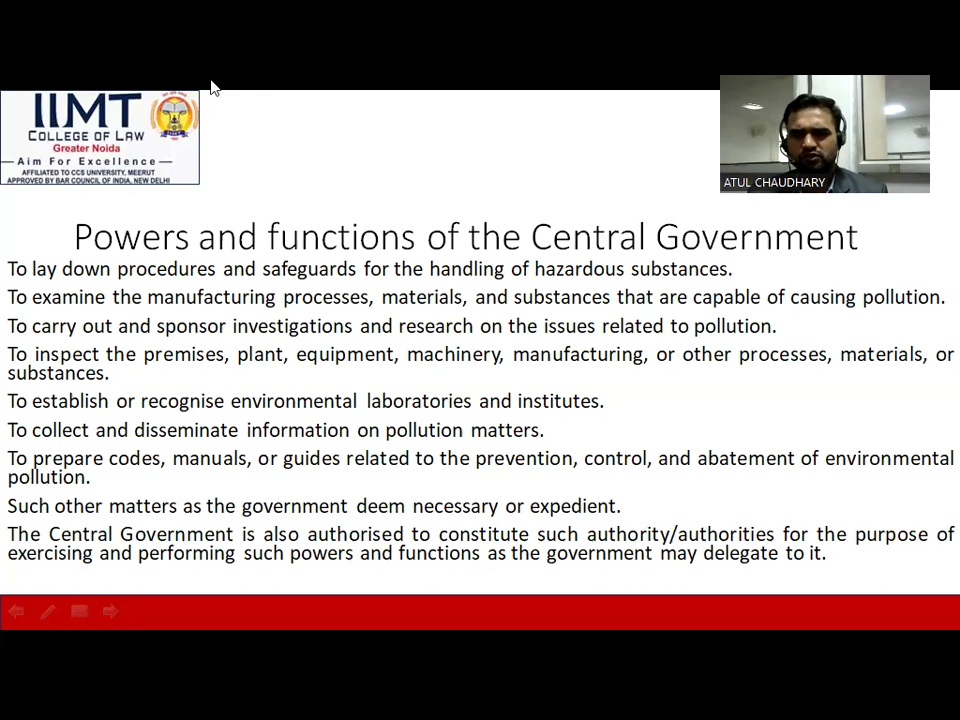 IIMT
COLLEGE OF LAW
Greater Noida
Aim For Excellence
AFFILIATED TO CCS UNIVERSITY, MEERUT
APPROVED BY BAR COUNCIL OF INDIA, NEW DELHI
ATUL CHAUDHARY
Powers and functions of the Central Government
To lay down procedures and safeguards for the handling of hazardous substances.
To examine the manufacturing processes, materials, and substances that are capable of causing pollution.
To carry out and sponsor investigations and research on the issues related to pollution.
To inspect the premises, plant, equipment, machinery, manufacturing, or other processes, materials, or
substances.
To establish or recognise environmental laboratories and institutes.
To collect and disseminate information on pollution matters.
To prepare codes, manuals, or guides related to the prevention, control, and abatement of environmental
pollution.
Such other matters as the government deem necessary or expedient.
The Central Government is also authorised to constitute such authority/authorities for the purpose of
exercising and performing such powers and functions as the government may delegate to it.